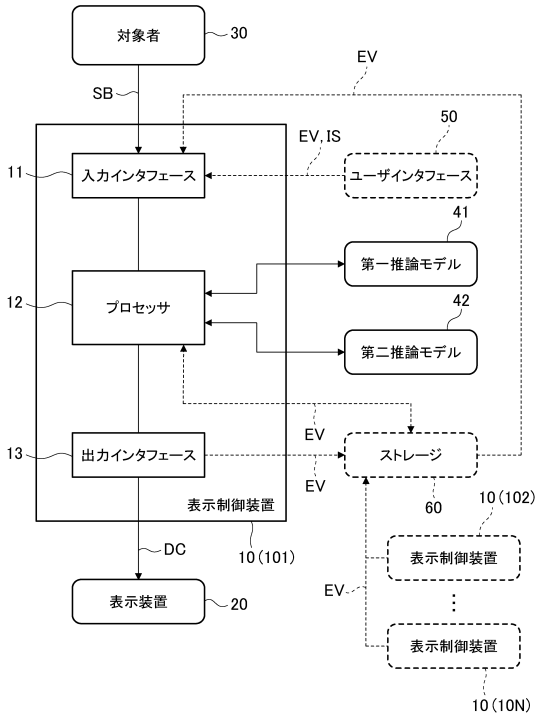 対象者
30
SB
EV
50
EV, IS
11
入力インタフェース
ユーザインタフェース
41
第一推論モデル
12
プロセッサ
42
第二推論モデル
EV
13
出力インタフェース
EV
ストレージ
60
表示制御装置
10(101)
10(102)
DC
表示制御装置
表示装置
20
EV
⋮
表示制御装置
10(10N)